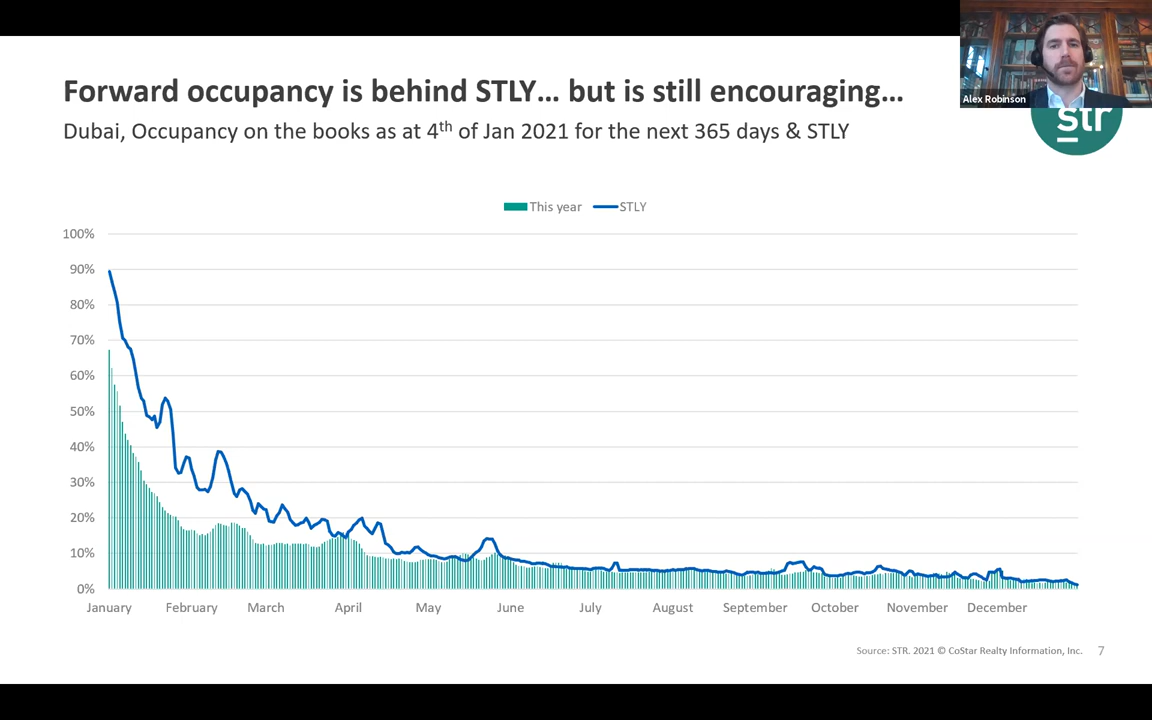 Forward occupancy is behind STLY… but is still encouraging…
Dubai, Occupancy on the books as at 4th of Jan 2021 for the next 365 days & STLY
Alex Robinson
str
This year STLY
100%
90%
80%
70%
60%
50%
40%
30%
20%
10%
0%
January February March April May June July August September October November December
Source: STR. 2021 © CoStar Realty Information, Inc. 7